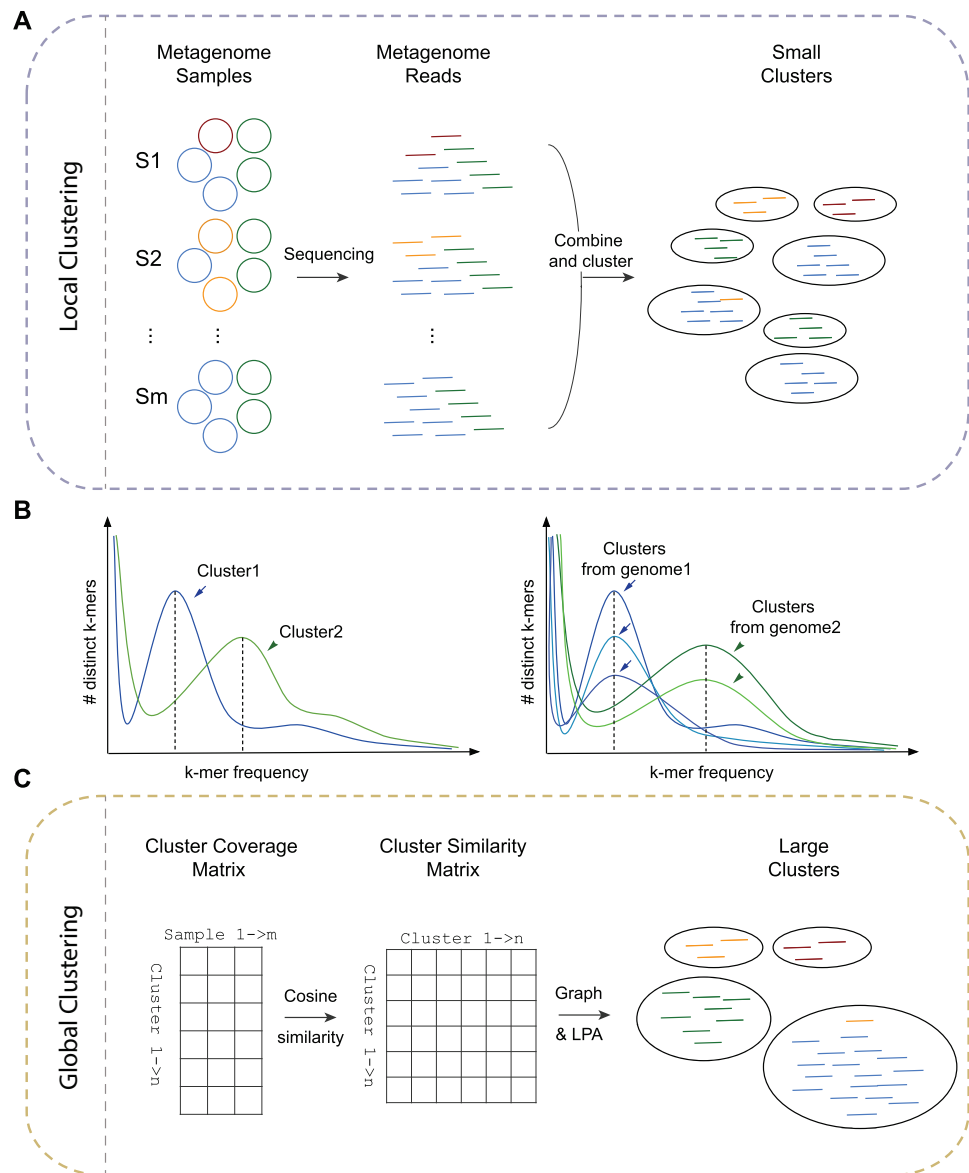 A
Local Clustering
Metagenome
Samples
Metagenome
Reads
Small
Clusters
S1
S2
Sequencing
Combine
and cluster
...
...
...
Sm
B
# distinct k-mers
Cluster1
Cluster2
k-mer frequency
# distinct k-mers
Clusters
from genome1
Clusters
from genome2
k-mer frequency
C
Global Clustering
Cluster Coverage
Matrix
Cluster Similarity
Matrix
Large
Clusters
Sample 1->m
Cluster 1->n
Cosine
similarity
Cluster 1->n
Cluster 1->n
Graph
& LPA